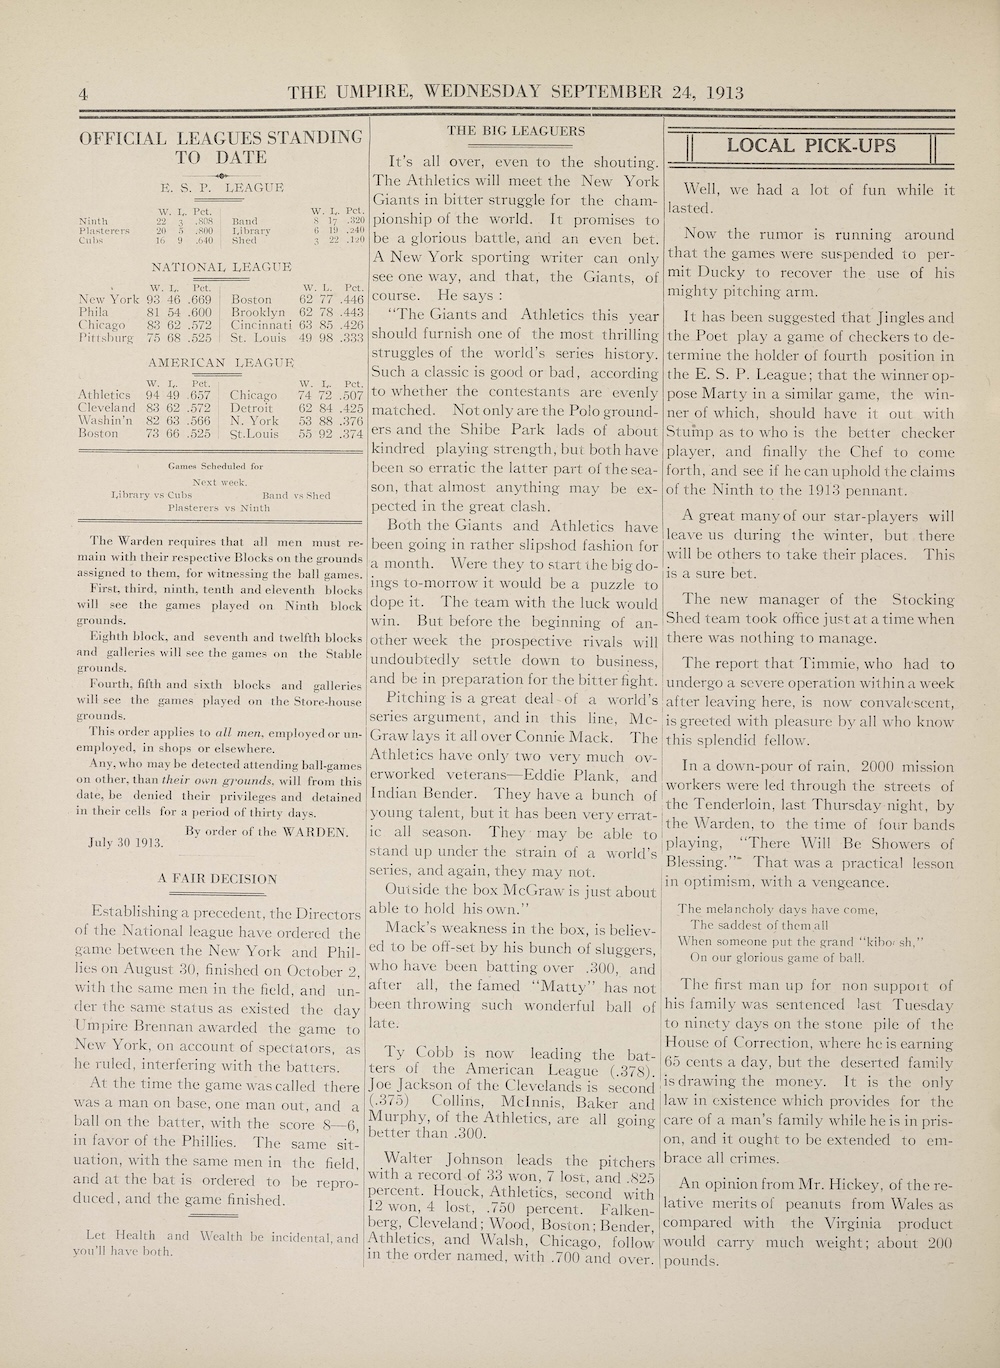 4
THE UMPIRE, WEDNESDAY SEPTEMBER 24, 1913
OFFICIAL LEAGUES STANDING
TO DATE
E. S. P. LEAGUE
W. L. Pct. W. L. Pct.
Ninth 22 3 .808 Band 8 17 .320
Plasterers 20 5 .800 Library 6 19 .240
Cubs 16 9 .640 Shed 3 22 .120
NATIONAL LEAGUE
W. L. Pct. W. L. Pct.
New York 93 46 .669 Boston 62 77 .446
Phila 81 54 .600 Brooklyn 62 78 .443
Chicago 83 62 .572 Cincinnati 63 85 .426
Pittsburg 75 68 .525 St. Louis 49 98 .333
AMERICAN LEAGUE
W. L. Pct. W. L. Pct.
Athletics 94 49 .657 Chicago 74 72 .507
Cleveland 83 62 .572 Detroit 62 84 .425
Washin'n 82 63 .566 N. York 53 88 .376
Boston 73 66 .525 St.Louis 55 92 .374
Games Scheduled for
Next week.
Library vs Cubs Band vs Shed
Plasterers vs Ninth
The Warden requires that all men must re-
main with their respective Blocks on the grounds
assigned to them, for witnessing the ball games.
First, third, ninth, tenth and eleventh blocks
will see the games played on Ninth block
grounds.
Eighth block, and seventh and twelfth blocks
and galleries will see the games on the Stable
grounds.
Fourth, fifth and sixth blocks and galleries
will see the games played on the Store-house
grounds.
This order applies to all men, employed or un-
employed, in shops or elsewhere.
Any, who may be detected attending ball-games
on other, than their own grounds, will from this
date, be denied their privileges and detained
in their cells for a period of thirty days.
By order of the WARDEN.
July 30 1913.
A FAIR DECISION
Establishing a precedent, the Directors
of the National league have ordered the
game between the New York and Phil-
lies on August 30, finished on October 2,
with the same men in the field, and un-
der the same status as existed the day
Umpire Brennan awarded the game to
New York, on account of spectators, as
he ruled, interfering with the batters.
At the time the game was called there
was a man on base, one man out, and a
ball on the batter, with the score 8—6,
in favor of the Phillies. The same sit-
uation, with the same men in the field,
and at the bat is ordered to be repro-
duced, and the game finished.
Let Health and Wealth be incidental, and
you'll have both.
THE BIG LEAGUERS
It's all over, even to the shouting.
The Athletics will meet the New York
Giants in bitter struggle for the cham-
pionship of the world. It promises to
be a glorious battle, and an even bet.
A New York sporting writer can only
see one way, and that, the Giants, of
course. He says :
"The Giants and Athletics this year
should furnish one of the most thrilling
struggles of the world's series history.
Such a classic is good or bad, according
to whether the contestants are evenly
matched. Not only are the Polo ground-
ers and the Shibe Park lads of about
kindred playing strength, but both have
been so erratic the latter part of the sea-
son, that almost anything may be ex-
pected in the great clash.
Both the Giants and Athletics have
been going in rather slipshod fashion for
a month. Were they to start the big do-
ings to-morrow it would be a puzzle to
dope it. The team with the luck would
win. But before the beginning of an-
other week the prospective rivals will
undoubtedly settle down to business,
and be in preparation for the bitter fight.
Pitching is a great deal of a world's
series argument, and in this line, Mc-
Graw lays it all over Connie Mack. The
Athletics have only two very much ov-
erworked veterans—Eddie Plank, and
Indian Bender. They have a bunch of
young talent, but it has been very errat-
ic all season. They may be able to
stand up under the strain of a world's
series, and again, they may not.
Outside the box McGraw is just about
able to hold his own."
Mack's weakness in the box, is believ-
ed to be off-set by his bunch of sluggers,
who have been batting over .300, and
after all, the famed "Matty" has not
been throwing such wonderful ball of
late.
Ty Cobb is now leading the bat-
ters of the American League (.378).
Joe Jackson of the Clevelands is second
(.375) Collins, McInnis, Baker and
Murphy, of the Athletics, are all going
better than .300.
Walter Johnson leads the pitchers
with a record of 33 won, 7 lost, and .825
percent. Houck, Athletics, second with
12 won, 4 lost, .750 percent. Falken-
berg, Cleveland; Wood, Boston; Bender,
Athletics, and Walsh, Chicago, follow
in the order named, with .700 and over.
LOCAL PICK-UPS
Well, we had a lot of fun while it
lasted.
Now the rumor is running around
that the games were suspended to per-
mit Ducky to recover the use of his
mighty pitching arm.
It has been suggested that Jingles and
the Poet play a game of checkers to de-
termine the holder of fourth position in
the E. S. P. League; that the winner op-
pose Marty in a similar game, the win-
ner of which, should have it out with
Stump as to who is the better checker
player, and finally the Chef to come
forth, and see if he can uphold the claims
of the Ninth to the 1913 pennant.
A great many of our star-players will
leave us during the winter, but there
will be others to take their places. This
is a sure bet.
The new manager of the Stocking
Shed team took office just at a time when
there was nothing to manage.
The report that Timmie, who had to
undergo a severe operation within a week
after leaving here, is now convalescent,
is greeted with pleasure by all who know
this splendid fellow.
In a down-pour of rain, 2000 mission
workers were led through the streets of
the Tenderloin, last Thursday night, by
the Warden, to the time of four bands
playing, "There Will Be Showers of
Blessing." That was a practical lesson
in optimism, with a vengeance.
The melancholy days have come,
The saddest of them all
When someone put the grand "kibosh,"
On our glorious game of ball.
The first man up for non support of
his family was sentenced last Tuesday
to ninety days on the stone pile of the
House of Correction, where he is earning
65 cents a day, but the deserted family
is drawing the money. It is the only
law in existence which provides for the
care of a man's family while he is in pris-
on, and it ought to be extended to em-
brace all crimes.
An opinion from Mr. Hickey, of the re-
lative merits of peanuts from Wales as
compared with the Virginia product
would carry much weight; about 200
pounds.